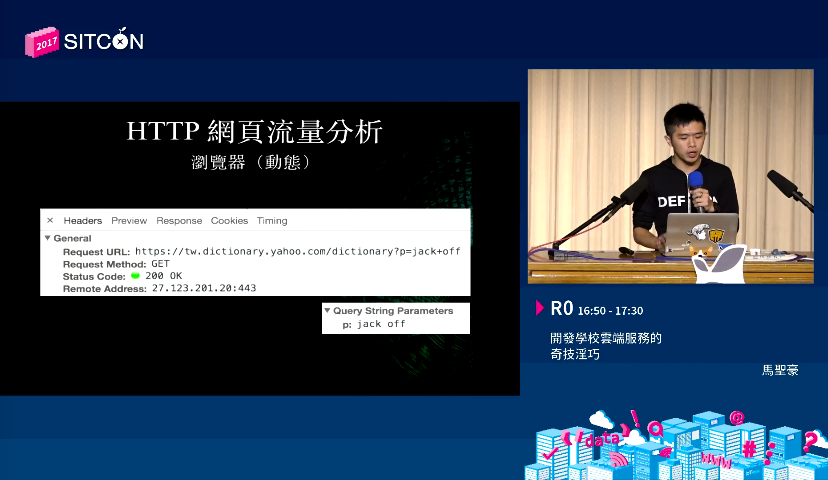 2017 SITCON
HTTP 網頁流量分析
瀏覽器（動態）
× Headers Preview Response Cookies Timing
▼ General
Request URL: https://tw.dictionary.yahoo.com/dictionary?p=jack+off
Request Method: GET
Status Code: 200 OK
Remote Address: 27.123.201.20:443
▼ Query String Parameters
p: jack off
DEF
R0 16:50 - 17:30
開發學校雲端服務的
奇技淫巧
馬聖豪
data
www